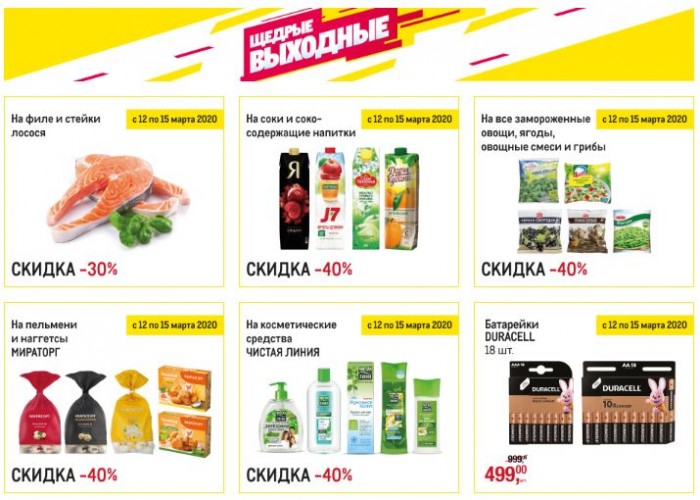 ЩЕДРЫЕ
ВЫХОДНЫЕ
На филе и стейки
лосося
с 12 по 15 марта 2020
СКИДКА -30%
На соки и соко-
содержащие напитки
с 12 по 15 марта 2020
Я
J7
СКИДКА -40%
На все замороженные
овощи, ягоды,
овощные смеси и грибы
с 12 по 15 марта 2020
СКИДКА -40%
На пельмени
и наггетсы
МИРАТОРГ
с 12 по 15 марта 2020
СКИДКА -40%
На косметические
средства
ЧИСТАЯ ЛИНИЯ
с 12 по 15 марта 2020
СКИДКА -40%
Батарейки
DURACELL
18 шт.
с 12 по 15 марта 2020
DURACELL
DURACELL
999,-
499,00